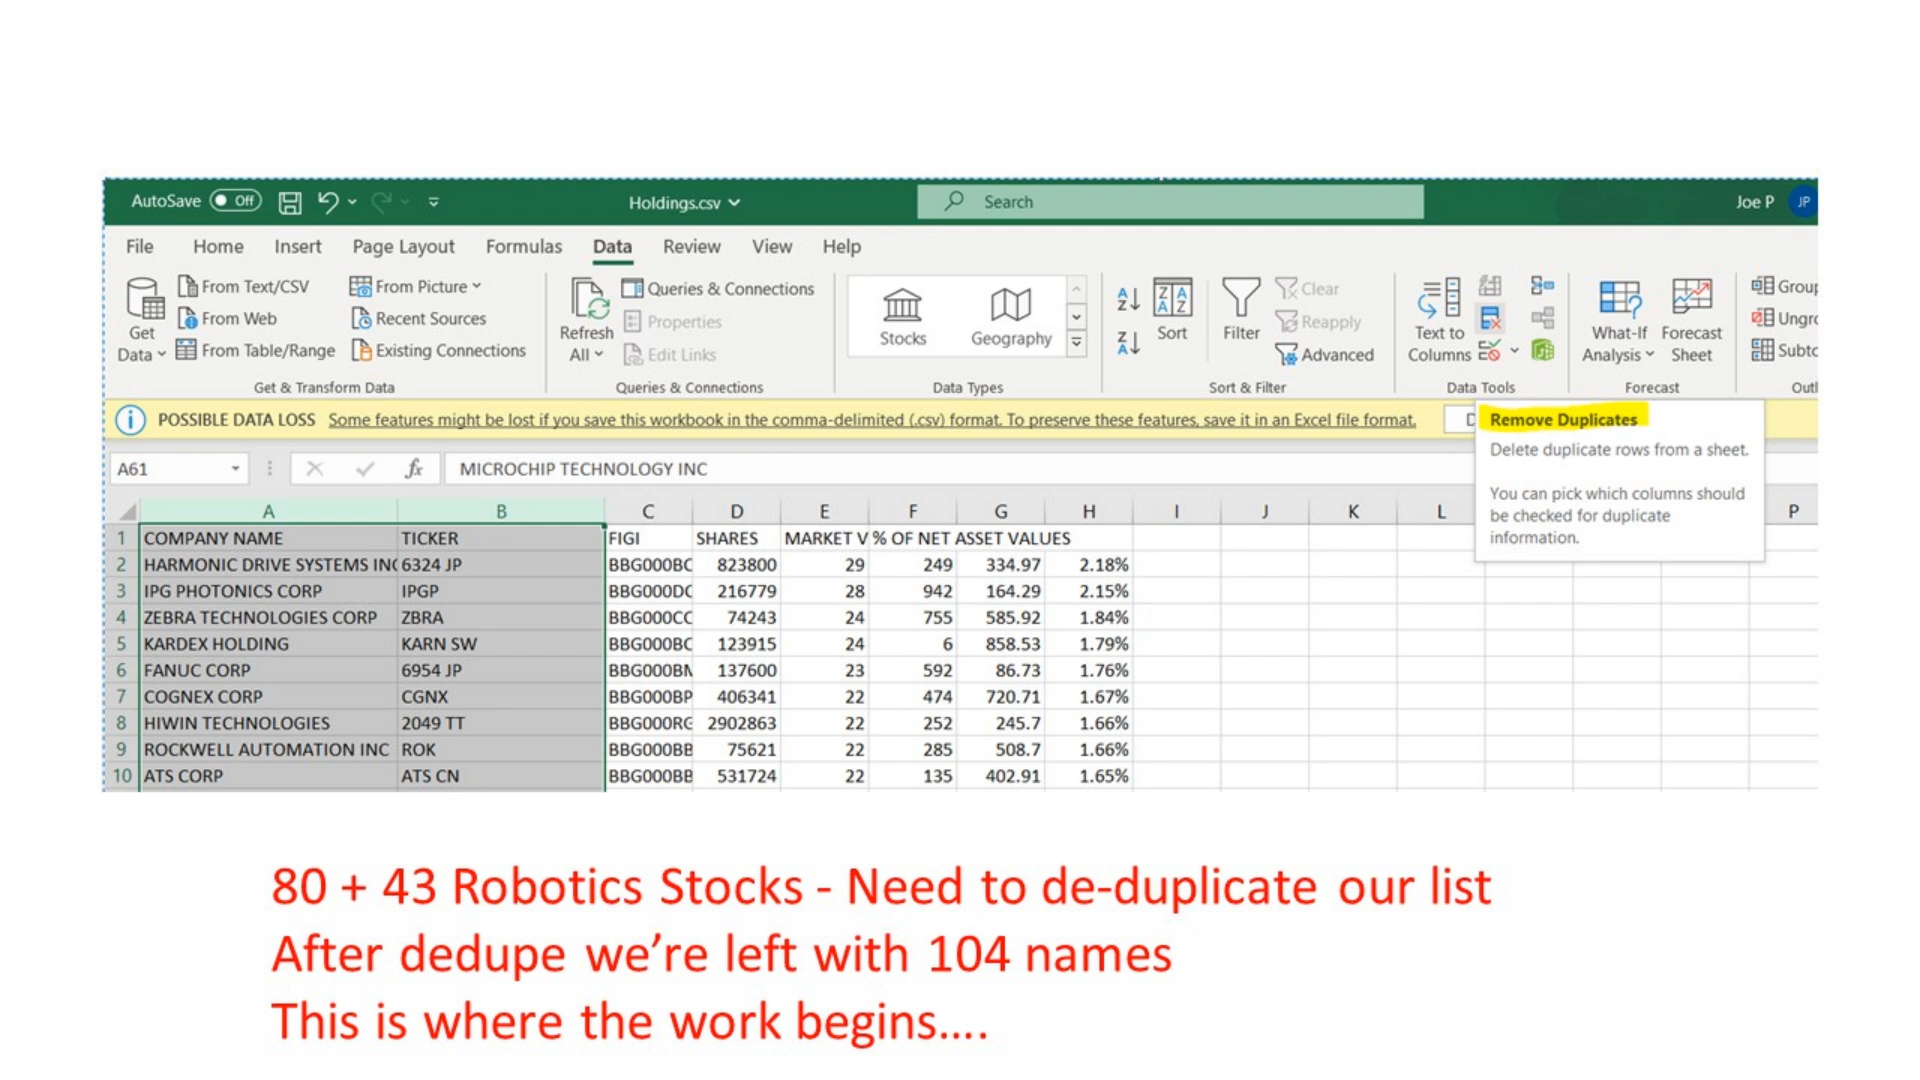 AutoSave Off Holdings.csv Search Joe P JP
File Home Insert Page Layout Formulas Data Review View Help
From Text/CSV From Picture Queries & Connections Clear Group
From Web Recent Sources Properties Reapply
Get Data From Table/Range Existing Connections Refresh All Edit Links Stocks Geography Sort Filter Advanced Text to Columns What-If Analysis Forecast Sheet
Get & Transform Data Queries & Connections Data Types Sort & Filter Data Tools Forecast
POSSIBLE DATA LOSS Some features might be lost if you save this workbook in the comma-delimited (.csv) format. To preserve these features, save it in an Excel file format.
Remove Duplicates
Delete duplicate rows from a sheet.
You can pick which columns should
be checked for duplicate
information.
A61 fx MICROCHIP TECHNOLOGY INC
A B C D E F G H I J K L P
1 COMPANY NAME TICKER FIGI SHARES MARKET V % OF NET ASSET VALUES
2 HARMONIC DRIVE SYSTEMS INC 6324 JP BBG000BC 823800 29 249 334.97 2.18%
3 IPG PHOTONICS CORP IPGP BBG000DC 216779 28 942 164.29 2.15%
4 ZEBRA TECHNOLOGIES CORP ZBRA BBG000CC 74243 24 755 585.92 1.84%
5 KARDEX HOLDING KARN SW BBG000BC 123915 24 6 858.53 1.79%
6 FANUC CORP 6954 JP BBG000BM 137600 23 592 86.73 1.76%
7 COGNEX CORP CGNX BBG000BP 406341 22 474 720.71 1.67%
8 HIWIN TECHNOLOGIES 2049 TT BBG000RG 2902863 22 252 245.7 1.66%
9 ROCKWELL AUTOMATION INC ROK BBG000BB 75621 22 285 508.7 1.66%
10 ATS CORP ATS CN BBG000BB 531724 22 135 402.91 1.65%
80 + 43 Robotics Stocks - Need to de-duplicate our list
After dedupe we’re left with 104 names
This is where the work begins....